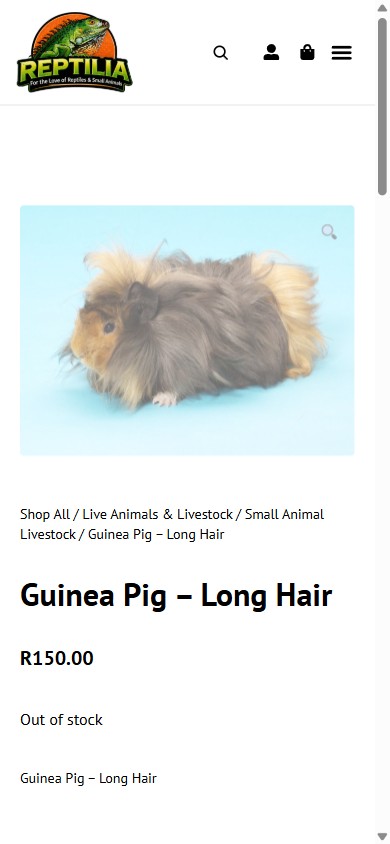 REPTILIA
For the Love of Reptiles & Small Animals
Shop All / Live Animals & Livestock / Small Animal
Livestock / Guinea Pig – Long Hair
Guinea Pig – Long Hair
R150.00
Out of stock
Guinea Pig – Long Hair